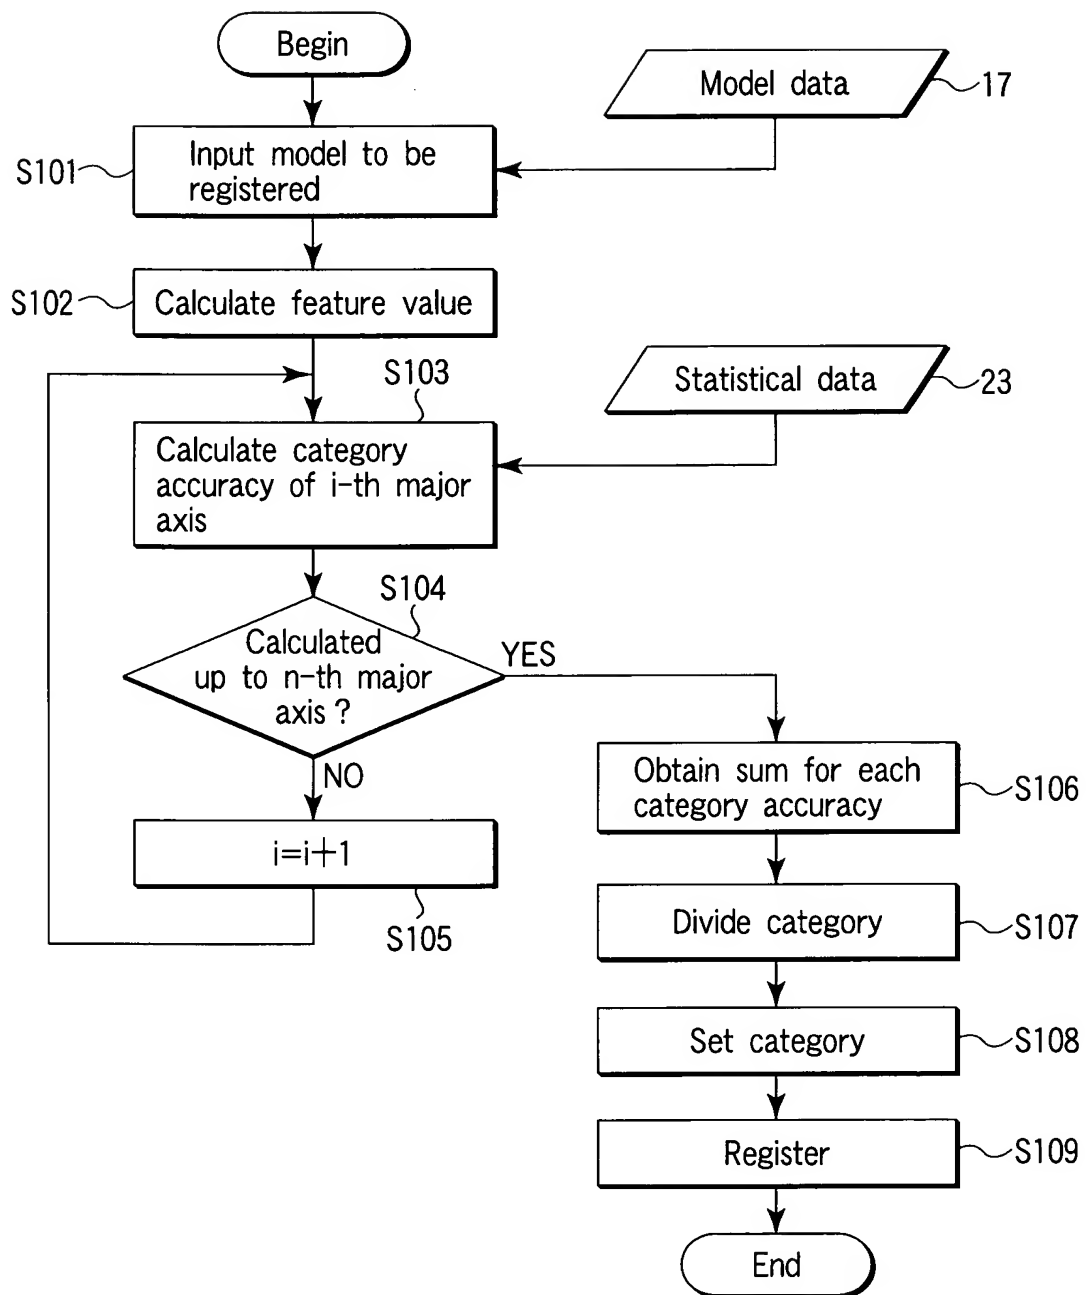 Begin
Model data
17
S101
Input model to be
registered
S102
Calculate feature value
S103
Statistical data
23
Calculate category
accuracy of i-th major
axis
S104
Calculated
up to n-th major
axis ?
YES
NO
i=i+1
S105
Obtain sum for each
category accuracy
S106
Divide category
S107
Set category
S108
Register
S109
End